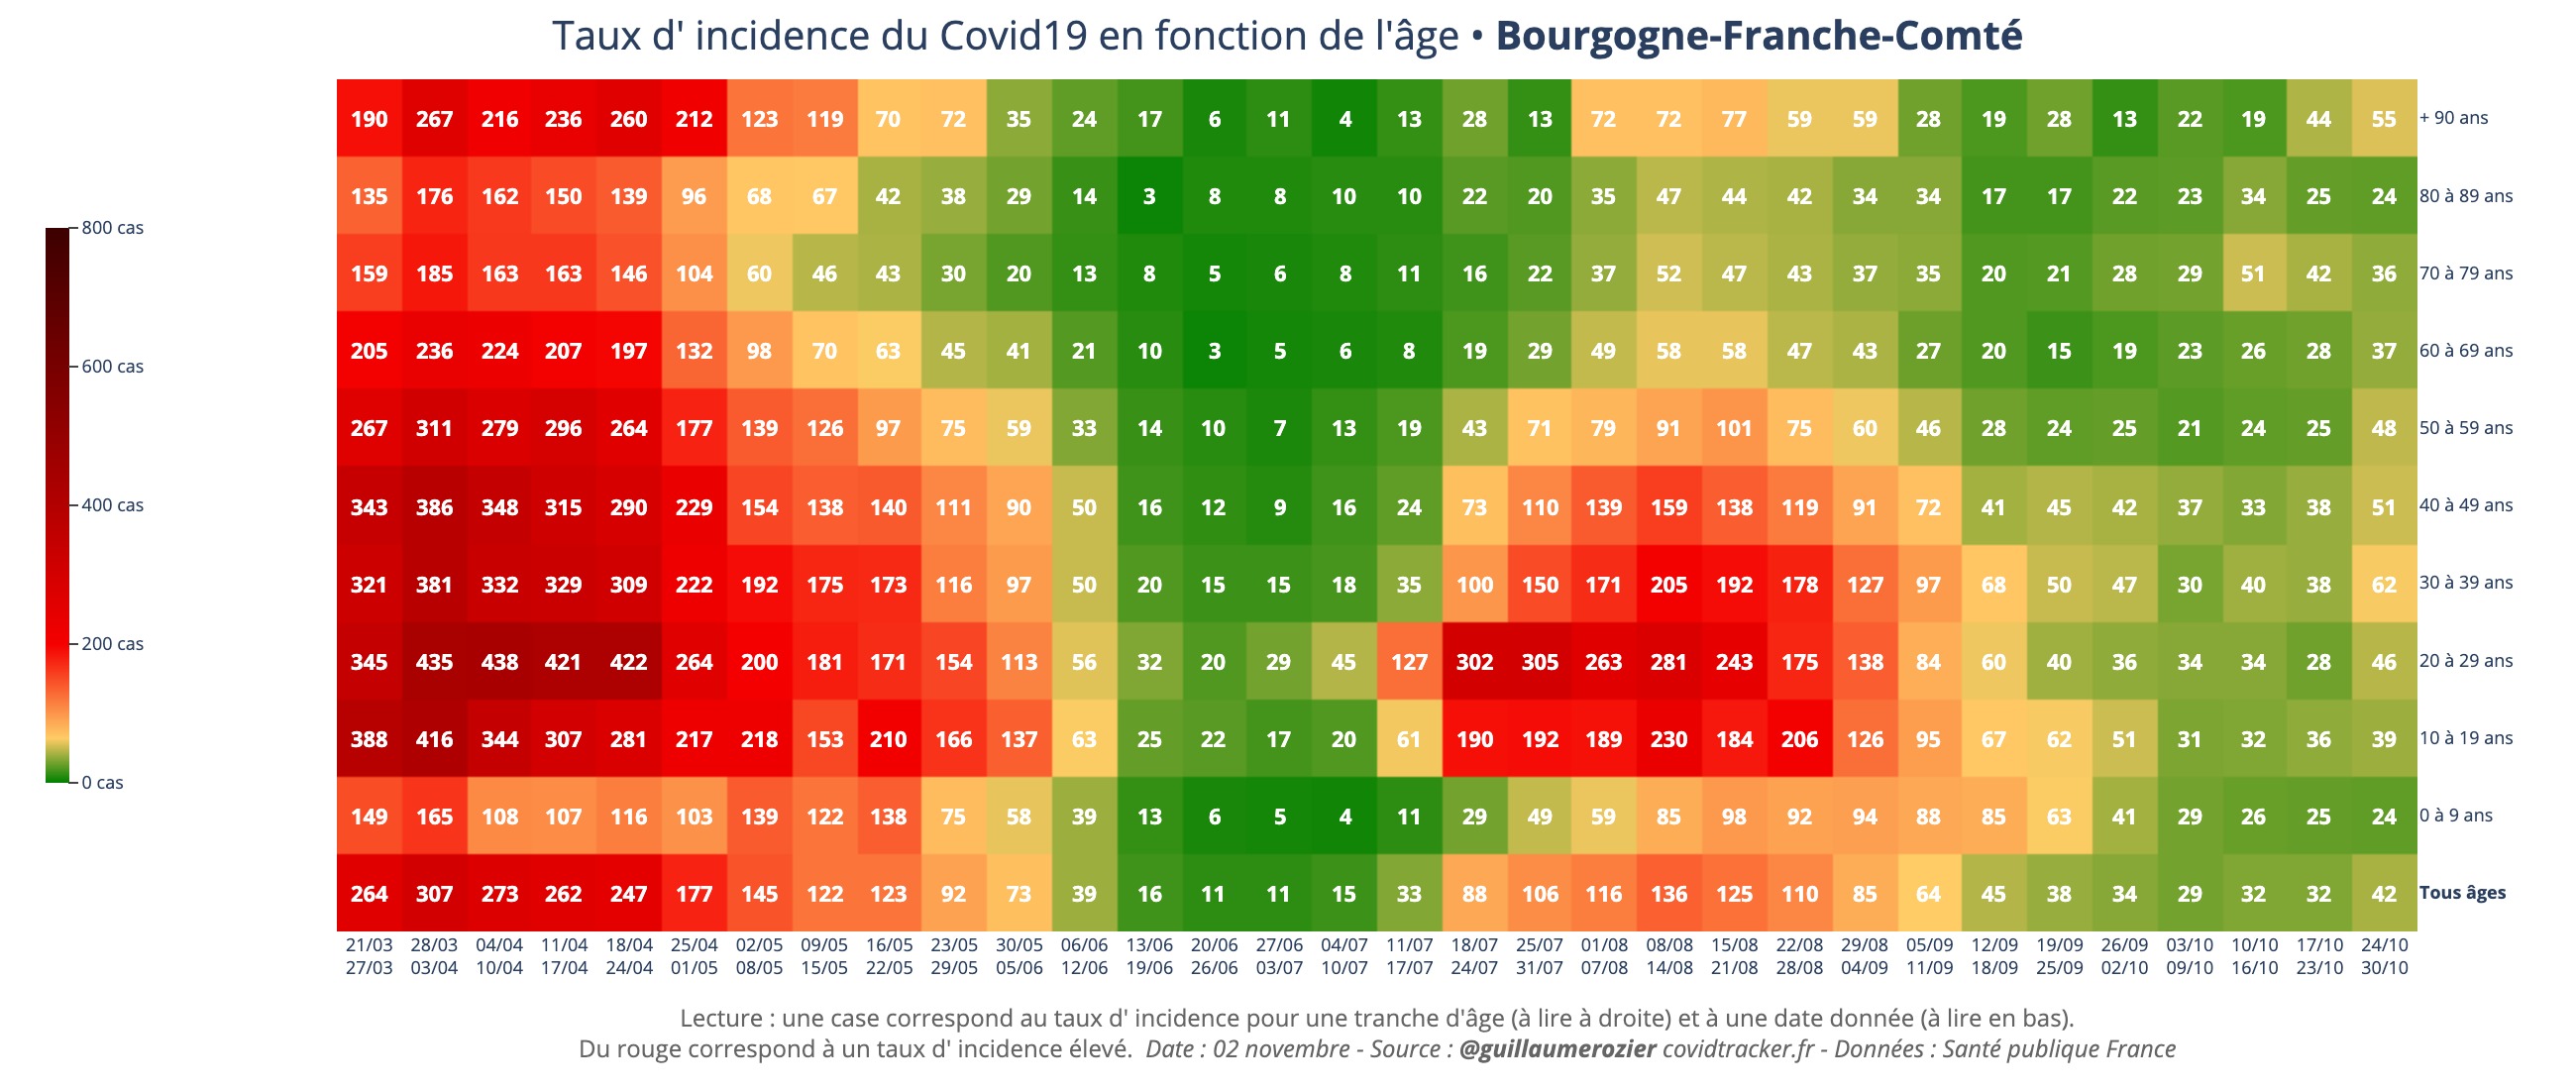 Taux d' incidence du Covid19 en fonction de l'âge • Bourgogne-Franche-Comté
190 267 216 236 260 212 123 119 70 72 35 24 17 6 11 4 13 28 13 72 72 77 59 59 28 19 28 13 22 19 44 55 + 90 ans
135 176 162 150 139 96 68 67 42 38 29 14 3 8 8 10 10 22 20 35 47 44 42 34 34 17 17 22 23 34 25 24 80 à 89 ans
800 cas
159 185 163 163 146 104 60 46 43 30 20 13 8 5 6 8 11 16 22 37 52 47 43 37 35 20 21 28 29 51 42 36 70 à 79 ans
205 236 224 207 197 132 98 70 63 45 41 21 10 3 5 6 8 19 29 49 58 58 47 43 27 20 15 19 23 26 28 37 60 à 69 ans
600 cas
267 311 279 296 264 177 139 126 97 75 59 33 14 10 7 13 19 43 71 79 91 101 75 60 46 28 24 25 21 24 25 48 50 à 59 ans
400 cas
343 386 348 315 290 229 154 138 140 111 90 50 16 12 9 16 24 73 110 139 159 138 119 91 72 41 45 42 37 33 38 51 40 à 49 ans
321 381 332 329 309 222 192 175 173 116 97 50 20 15 15 18 35 100 150 171 205 192 178 127 97 68 50 47 30 40 38 62 30 à 39 ans
200 cas
345 435 438 421 422 264 200 181 171 154 113 56 32 20 29 45 127 302 305 263 281 243 175 138 84 60 40 36 34 34 28 46 20 à 29 ans
388 416 344 307 281 217 218 153 210 166 137 63 25 22 17 20 61 190 192 189 230 184 206 126 95 67 62 51 31 32 36 39 10 à 19 ans
0 cas
149 165 108 107 116 103 139 122 138 75 58 39 13 6 5 4 11 29 49 59 85 98 92 94 88 85 63 41 29 26 25 24 0 à 9 ans
264 307 273 262 247 177 145 122 123 92 73 39 16 11 11 15 33 88 106 116 136 125 110 85 64 45 38 34 29 32 32 42 Tous âges
21/03 28/03 04/04 11/04 18/04 25/04 02/05 09/05 16/05 23/05 30/05 06/06 13/06 20/06 27/06 04/07 11/07 18/07 25/07 01/08 08/08 15/08 22/08 29/08 05/09 12/09 19/09 26/09 03/10 10/10 17/10 24/10
27/03 03/04 10/04 17/04 24/04 01/05 08/05 15/05 22/05 29/05 05/06 12/06 19/06 26/06 03/07 10/07 17/07 24/07 31/07 07/08 14/08 21/08 28/08 04/09 11/09 18/09 25/09 02/10 09/10 16/10 23/10 30/10
Lecture : une case correspond au taux d' incidence pour une tranche d'âge (à lire à droite) et à une date donnée (à lire en bas).
Du rouge correspond à un taux d' incidence élevé. Date : 02 novembre - Source : @guillaumerozier covidtracker.fr - Données : Santé publique France